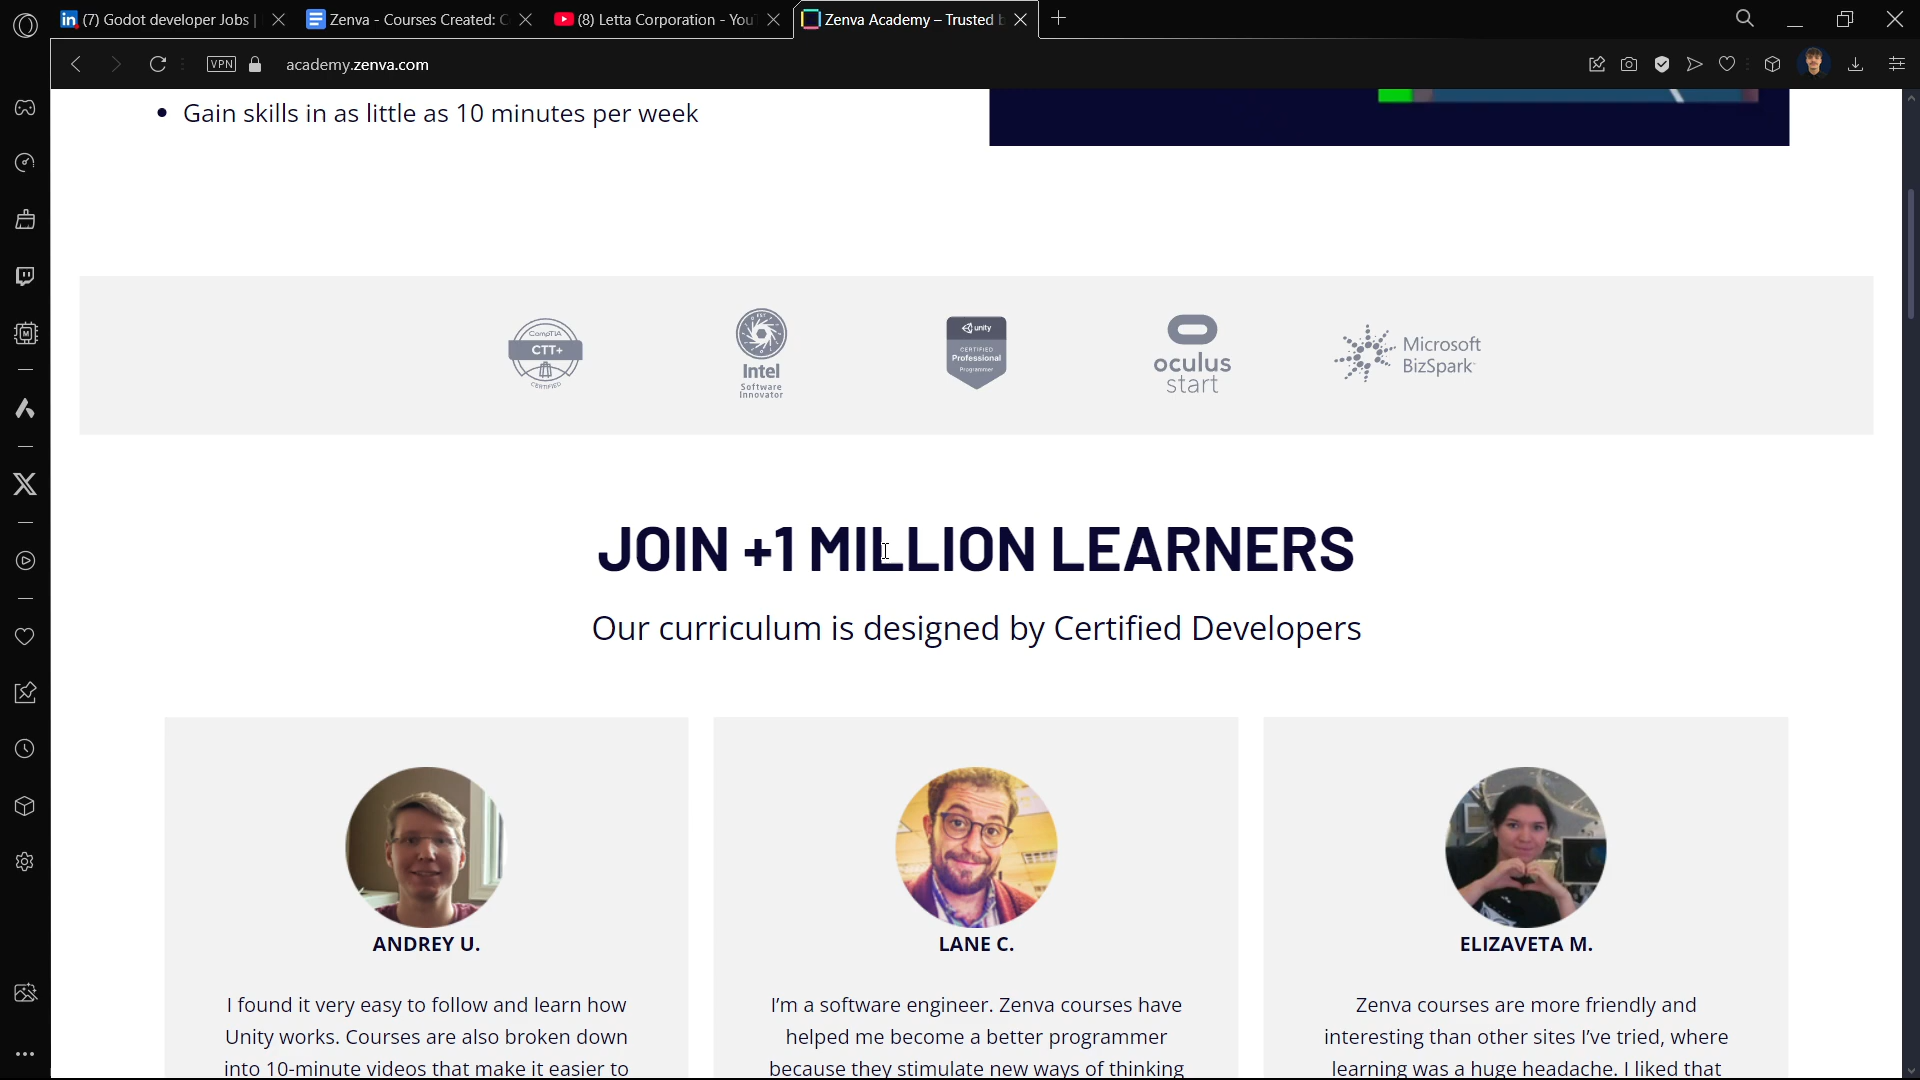 (7) Godot developer Jobs |
Zenva - Courses Created: C
(8) Letta Corporation - You
Zenva Academy – Trusted b
VPN
academy.zenva.com
Gain skills in as little as 10 minutes per week
CompTIA
CTT+
CERTIFIED
Intel
Software
Innovator
unity
CERTIFIED
Professional
Programmer
oculus
start
Microsoft
BizSpark
JOIN +1 MILLION LEARNERS
Our curriculum is designed by Certified Developers
ANDREY U.
I found it very easy to follow and learn how
Unity works. Courses are also broken down
into 10-minute videos that make it easier to
LANE C.
I'm a software engineer. Zenva courses have
helped me become a better programmer
because they stimulate new ways of thinking
ELIZAVETA M.
Zenva courses are more friendly and
interesting than other sites I've tried, where
learning was a huge headache. I liked that